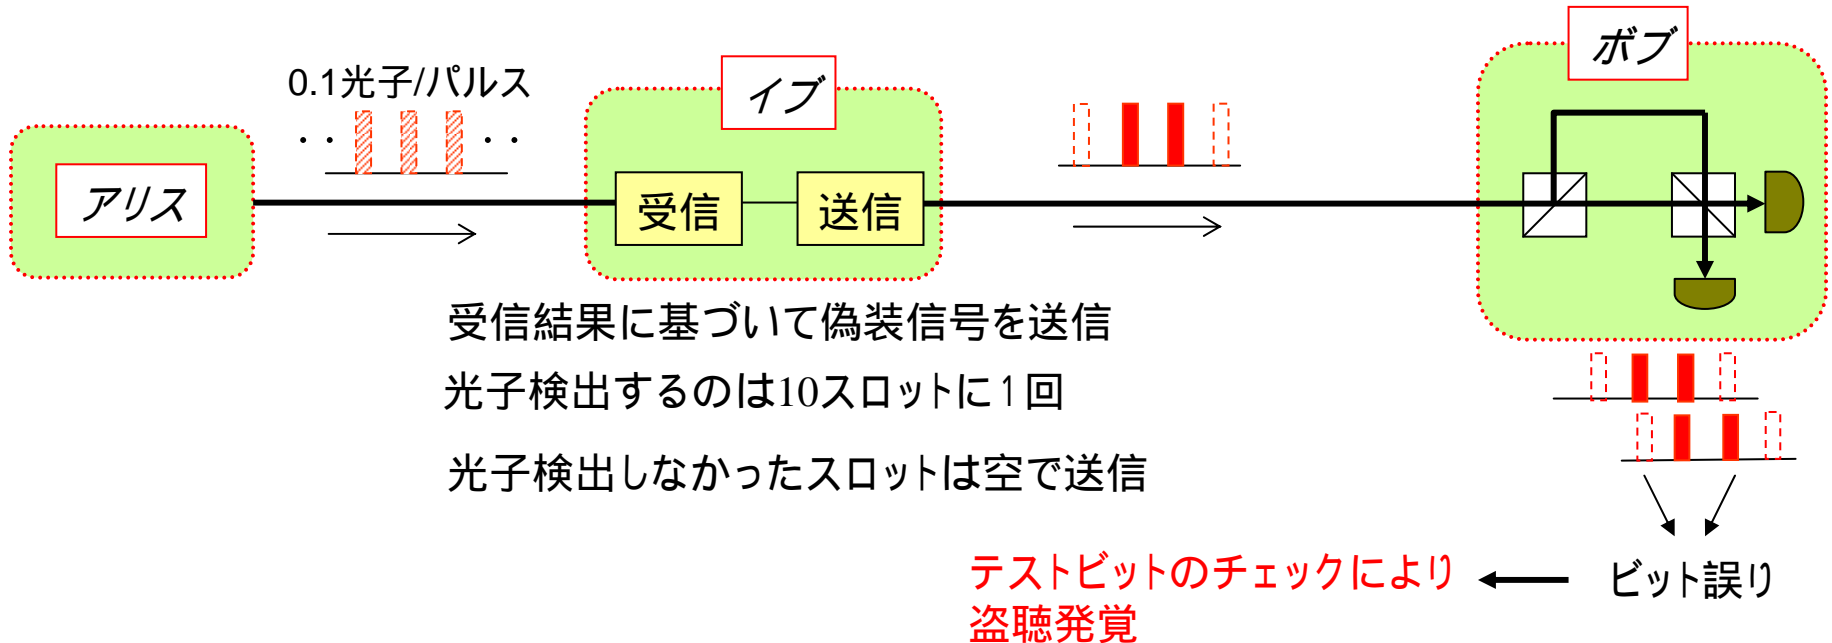 ボブ
0.1光子/パルス
イブ
・・
・・
アリス
受信
送信
受信結果に基づいて偽装信号を送信
光子検出するのは10スロットに1回
光子検出しなかったスロットは空で送信
テストビットのチェックにより
盗聴発覚
ビット誤り